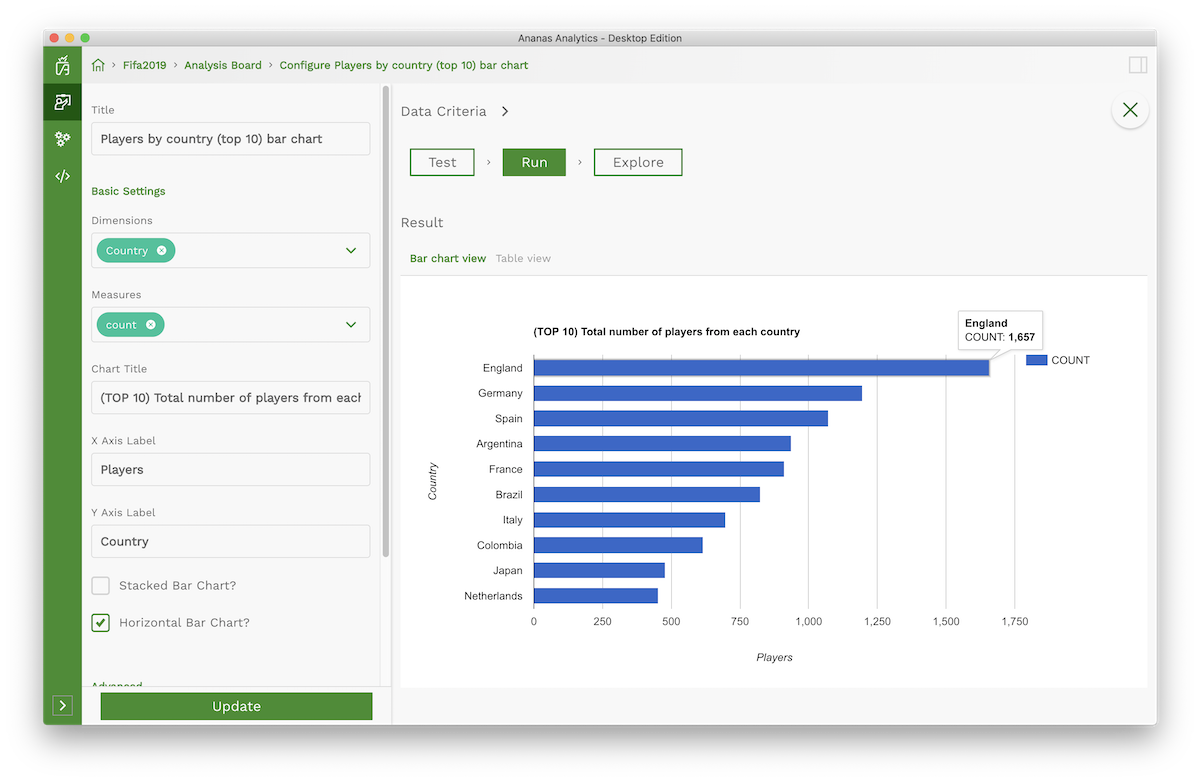 Ananas Analytics - Desktop Edition
Fifa2019 › Analysis Board › Configure Players by country (top 10) bar chart
Title
Players by country (top 10) bar chart
Basic Settings
Dimensions
Country
Measures
count
Chart Title
(TOP 10) Total number of players from each
X Axis Label
Players
Y Axis Label
Country
Stacked Bar Chart?
Horizontal Bar Chart?
Advanced
Update
Data Criteria
Test › Run › Explore
Result
Bar chart view Table view
(TOP 10) Total number of players from each country
England
COUNT: 1,657
COUNT
England
Germany
Spain
Argentina
France
Brazil
Italy
Colombia
Japan
Netherlands
Country
0 250 500 750 1,000 1,250 1,500 1,750
Players